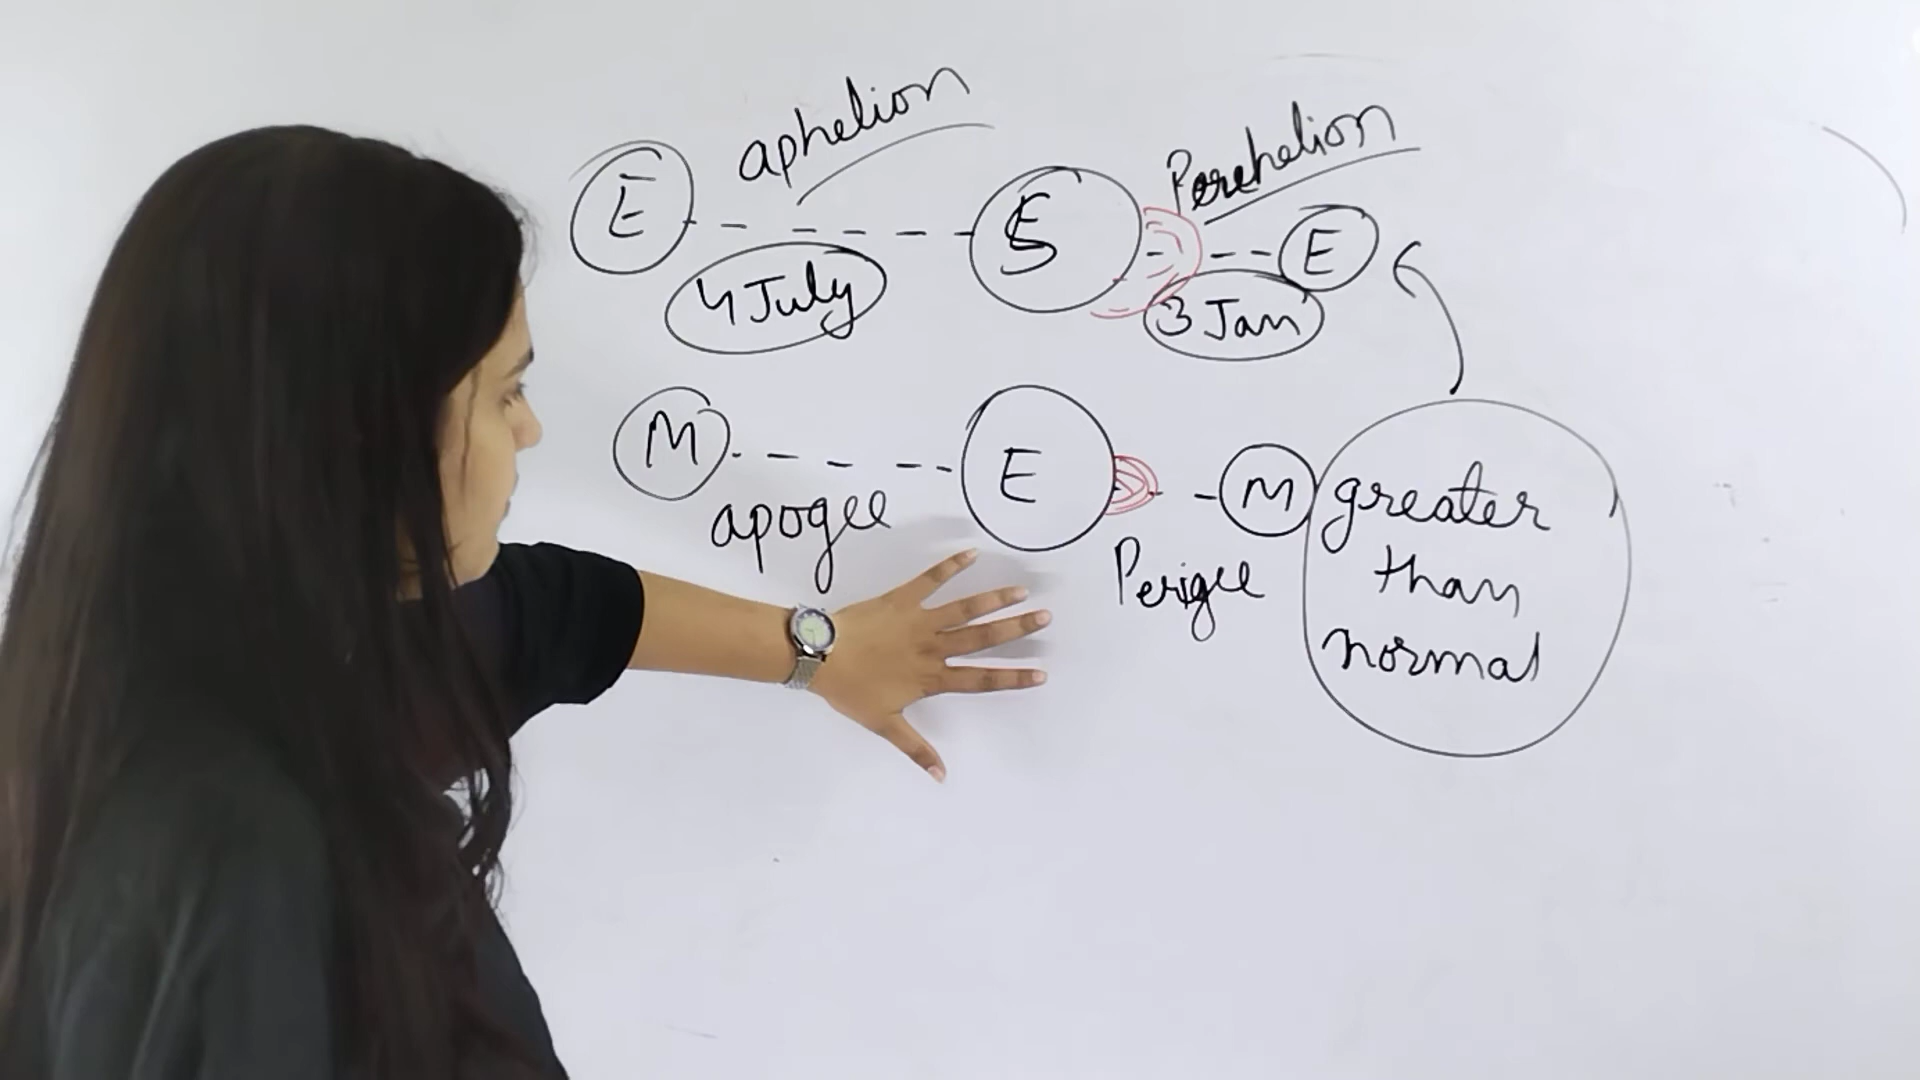 aphelion
Perehelion
E
S
E
4 July
3 Jan
M
E
M
apogee
Perigee
greater
than
normal